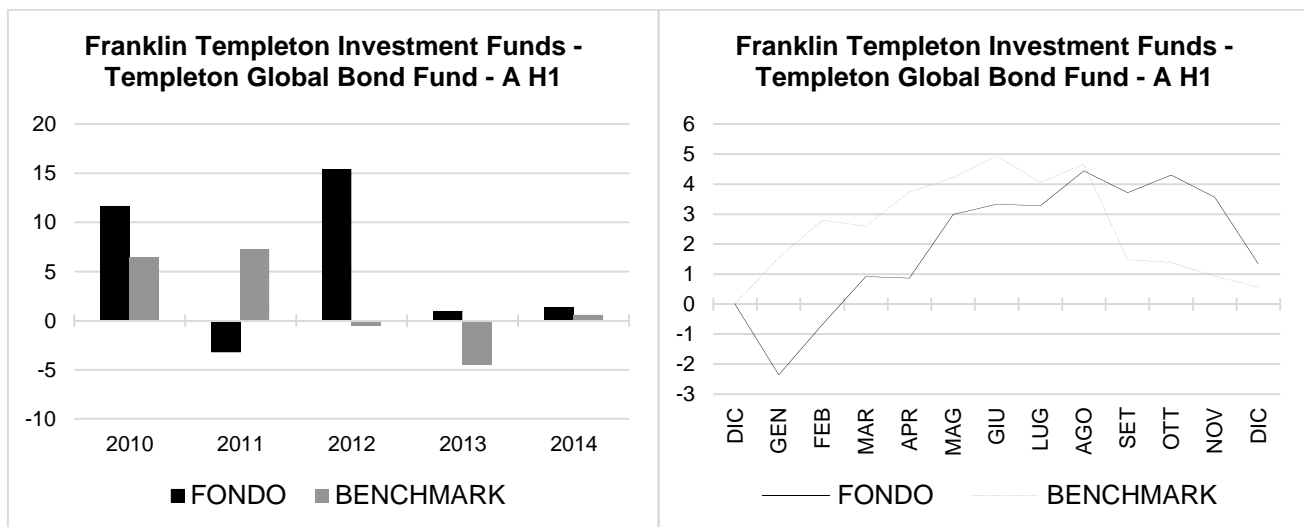 Franklin Templeton Investment Funds -
Templeton Global Bond Fund - A H1
20
15
10
5
0
-5
-10
2010 2011 2012 2013 2014
FONDO BENCHMARK
Franklin Templeton Investment Funds -
Templeton Global Bond Fund - A H1
6
5
4
3
2
1
0
-1
-2
-3
DIC GEN FEB MAR APR MAG GIU LUG AGO SET OTT NOV DIC
FONDO BENCHMARK